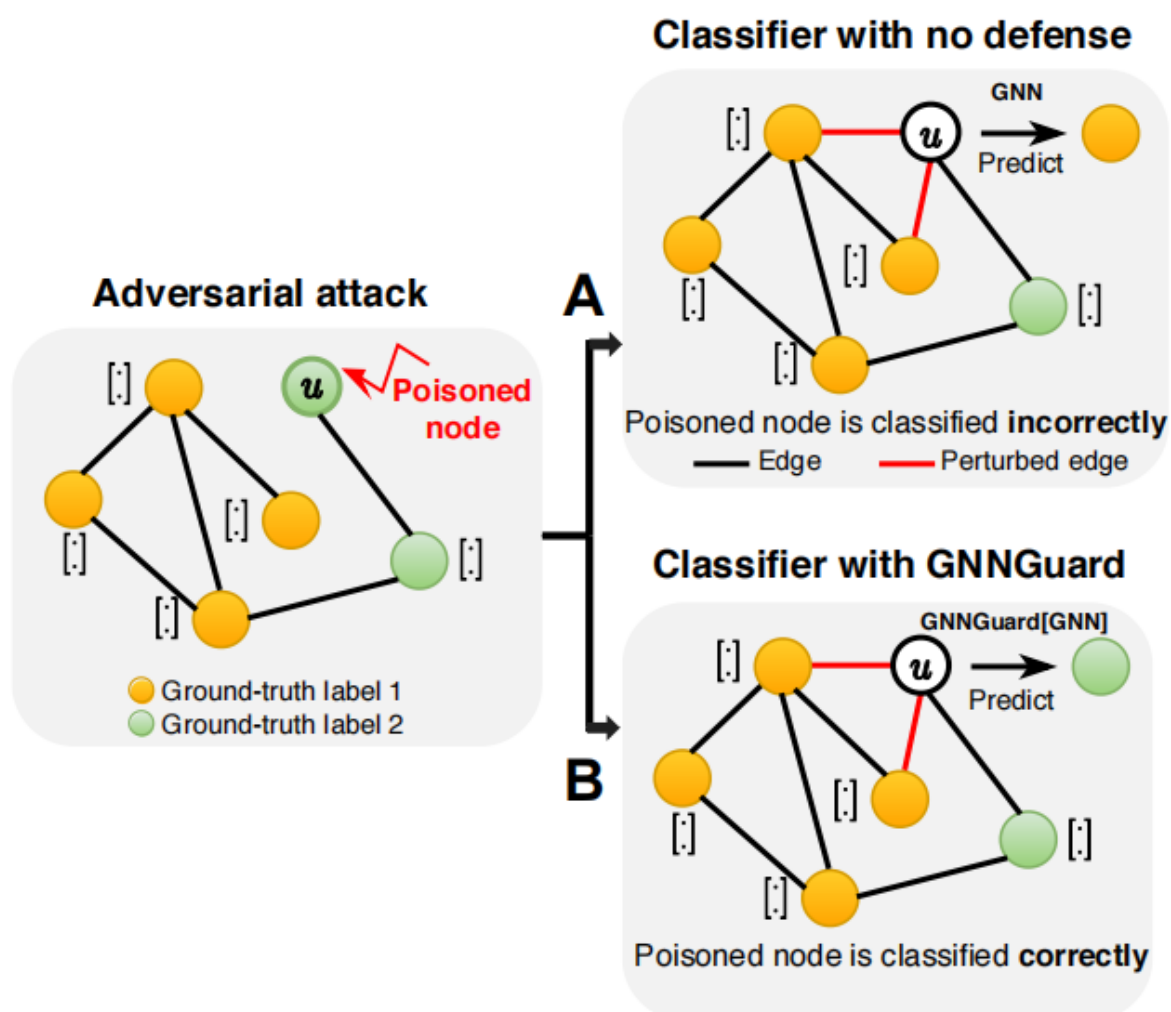 Adversarial attack
u
Poisoned
node
[:]
[:]
[:]
[:]
[:]
Ground-truth label 1
Ground-truth label 2
A
Classifier with no defense
GNN
[:]
u
Predict
[:]
[:]
[:]
[:]
Poisoned node is classified incorrectly
Edge
Perturbed edge
B
Classifier with GNNGuard
GNNGuard[GNN]
[:]
u
Predict
[:]
[:]
[:]
[:]
Poisoned node is classified correctly